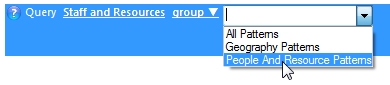 ? Query Staff and Resources group ▼
All Patterns
Geography Patterns
People And Resource Patterns